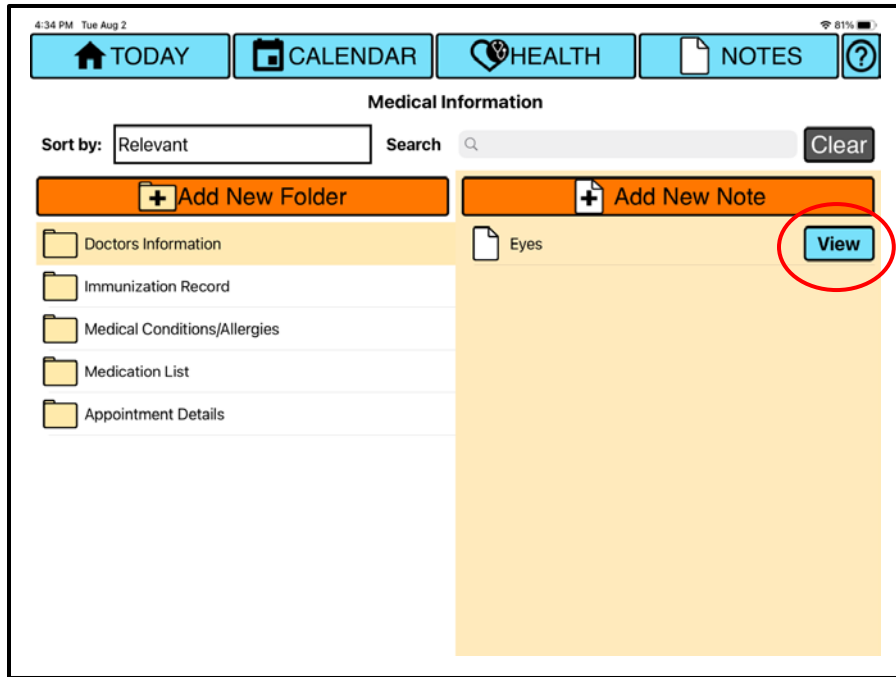 4:34 PM Tue Aug 2 81%
TODAY CALENDAR HEALTH NOTES ?
Medical Information
Sort by: Relevant Search Clear
Add New Folder Add New Note
Doctors Information Eyes View
Immunization Record
Medical Conditions/Allergies
Medication List
Appointment Details